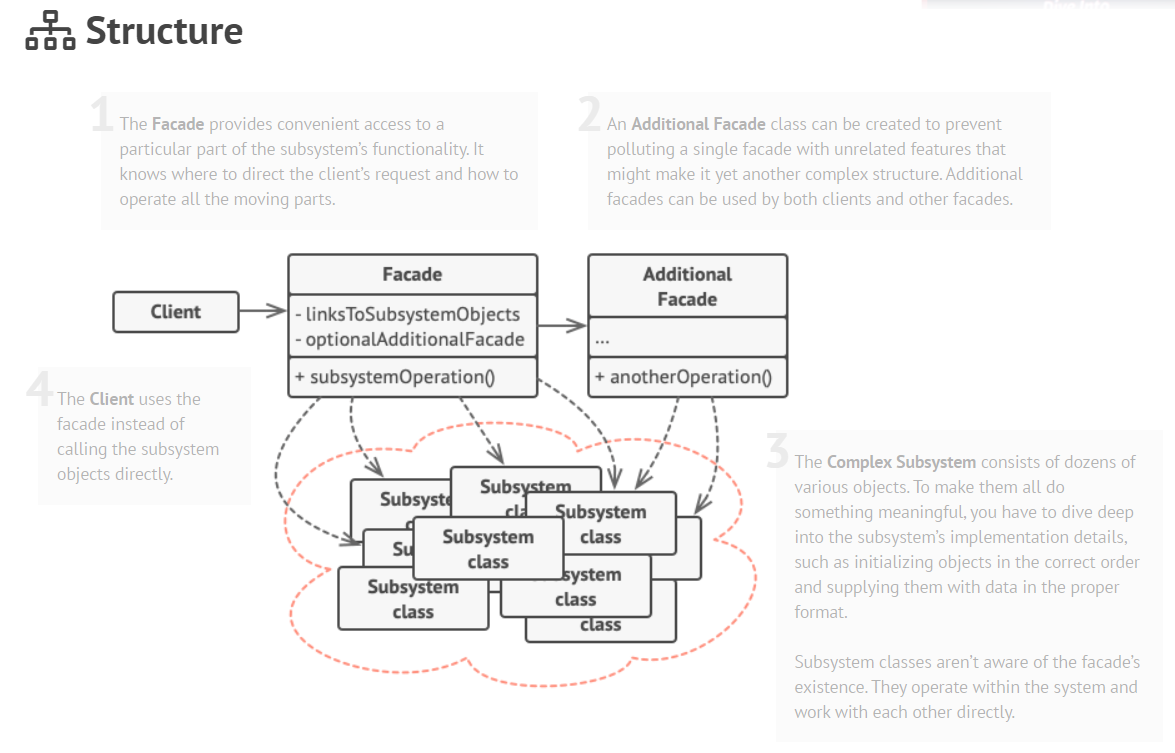 Structure
1
The Facade provides convenient access to a
particular part of the subsystem's functionality. It
knows where to direct the client's request and how to
operate all the moving parts.
2
An Additional Facade class can be created to prevent
polluting a single facade with unrelated features that
might make it yet another complex structure. Additional
facades can be used by both clients and other facades.
Client
Facade
- linksToSubsystemObjects
- optionalAdditionalFacade
+ subsystemOperation()
Additional
Facade
...
+ anotherOperation()
4
The Client uses the
facade instead of
calling the subsystem
objects directly.
3
The Complex Subsystem consists of dozens of
various objects. To make them all do
something meaningful, you have to dive deep
into the subsystem's implementation details,
such as initializing objects in the correct order
and supplying them with data in the proper
format.
Subsystem classes aren't aware of the facade's
existence. They operate within the system and
work with each other directly.
Subsyste
Subsystem
cla
Subsystem
class
Su
Subsystem
class
Subsystem
class
system
class
class